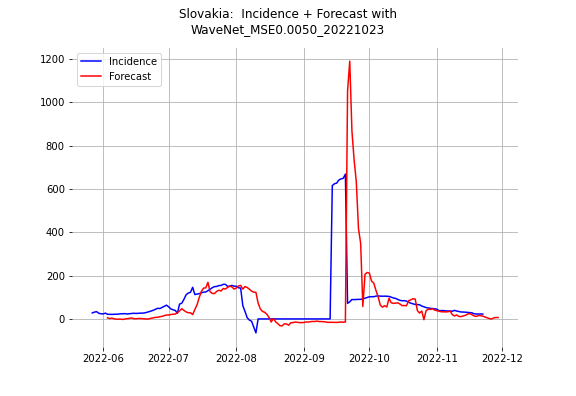 Slovakia:  Incidence + Forecast with
WaveNet_MSE0.0050_20221023
Incidence
Forecast
1200
1000
800
600
400
200
0
2022-06 2022-07 2022-08 2022-09 2022-10 2022-11 2022-12